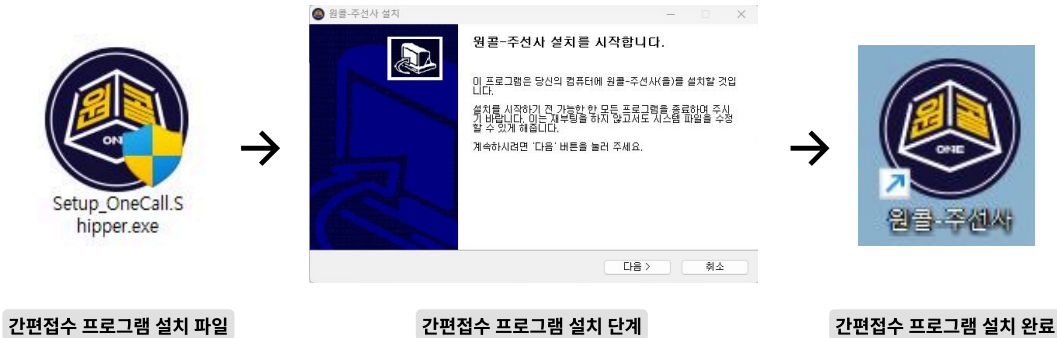 원콜
ONE
Setup_OneCall.S
hipper.exe
원콜-주선사 설치
원콜-주선사 설치를 시작합니다.
이 프로그램은 당신의 컴퓨터에 원콜-주선사(을)를 설치할 것입
니다.
설치를 시작하기 전 가능한 한 모든 프로그램을 종료하여 주시
기 바랍니다. 이는 재부팅을 하지 않고서도 시스템 파일을 수정
할 수 있게 해줍니다.
계속하시려면 '다음' 버튼을 눌러 주세요.
다음 >
취소
원콜
ONE
원콜-주선사
간편접수 프로그램 설치 파일
간편접수 프로그램 설치 단계
간편접수 프로그램 설치 완료